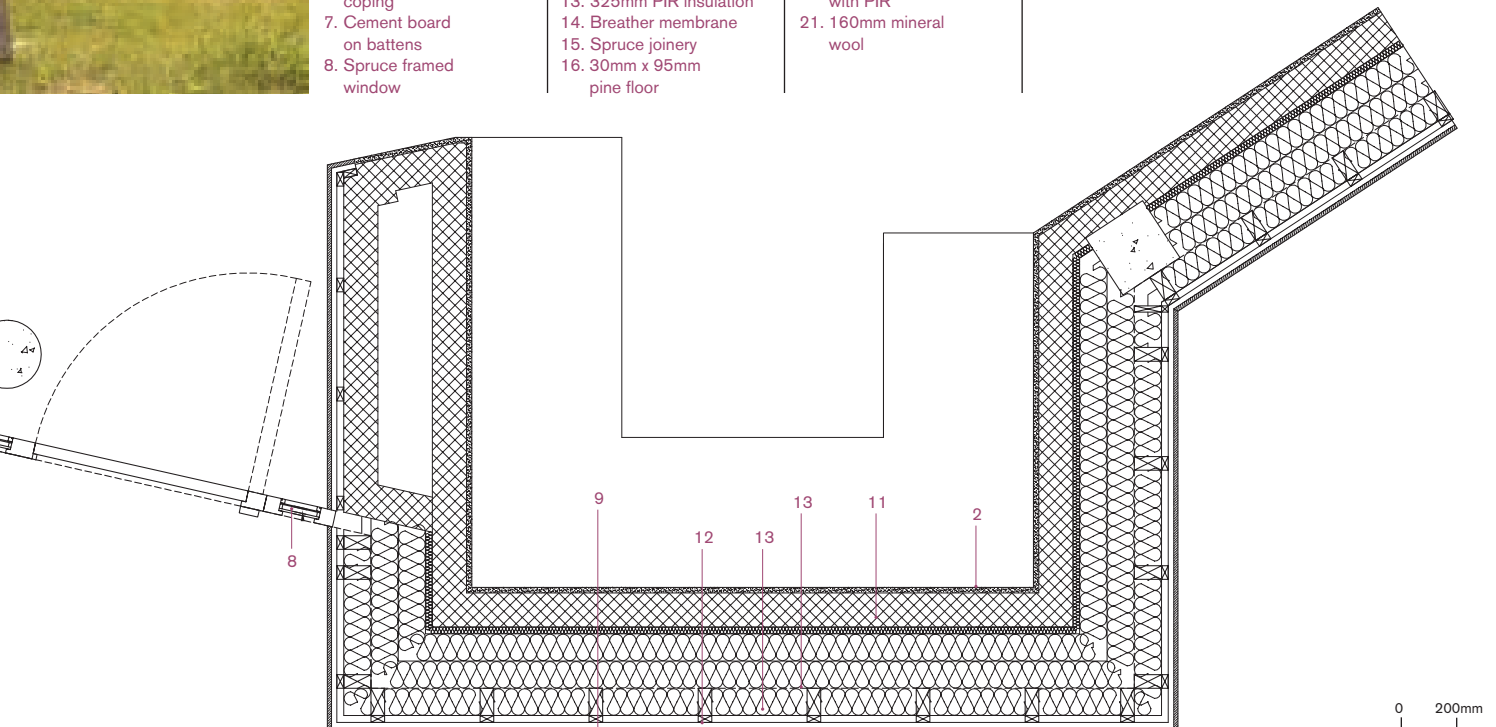 coping
7. Cement board
on battens
8. Spruce framed
window
13. 325mm PIR insulation
14. Breather membrane
15. Spruce joinery
16. 30mm x 95mm
pine floor
with PIR
21. 160mm mineral
wool
9
12
13
13
11
2
8
0 200mm